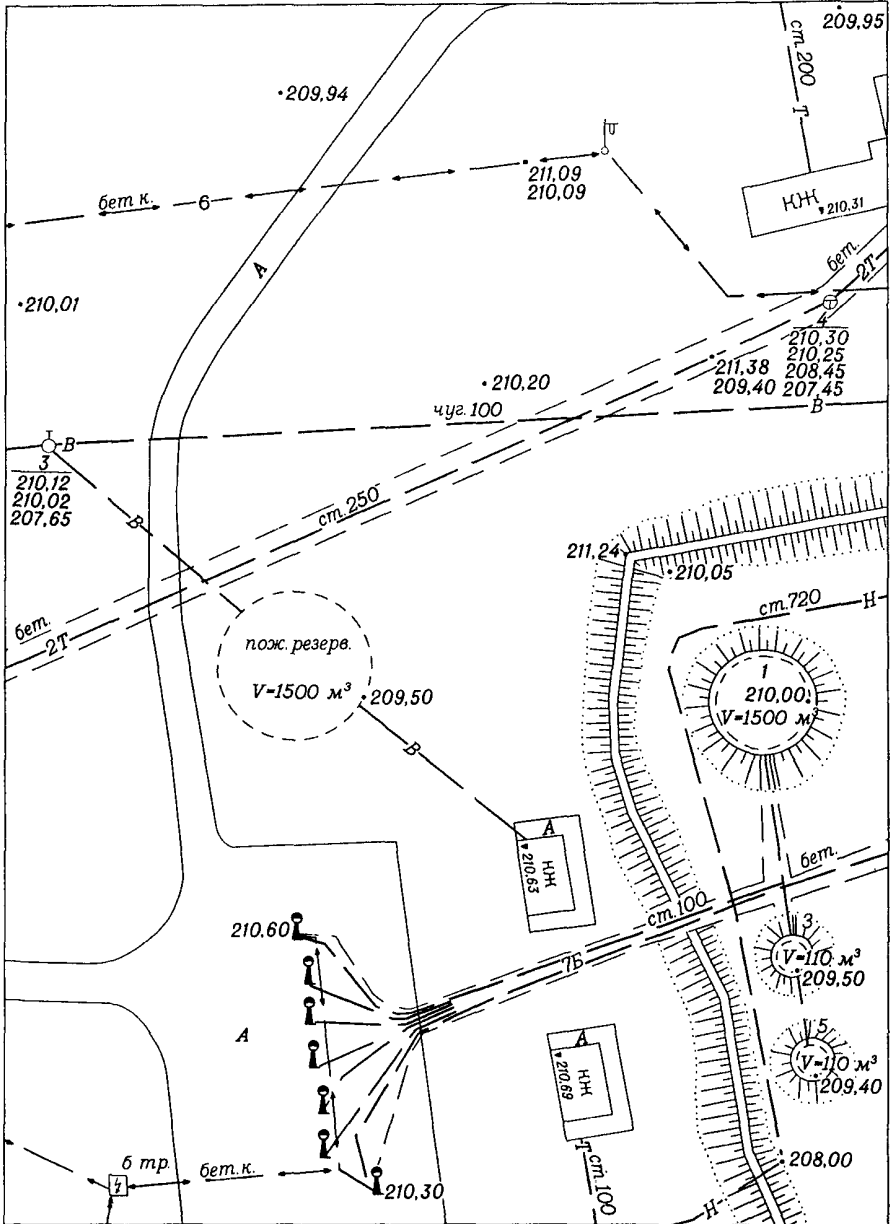 209,95
ст.200
Т
209,94
211,09
210,09
бет к.
6
КЖ
210.31
А
бет.
2Т
210,01
4
210,30
210,25
208,45
207,45
211,38
209,40
210,20
чуг. 100
В
В
3
210,12
210,02
207,65
В
ст.250
211,24
210,05
ст.720
Н
бет.
2Т
пож. резерв.
V=1500 м³
209,50
1
210,00
V=1500 м³
В
А
КЖ
210.63
бет.
ст.100
7Б
210,60
3
V=110 м³
209,50
А
А
КЖ
210.69
5
V=110 м³
209,40
б тр.
бет.к.
210,30
Т
ст.100
208,00
Н